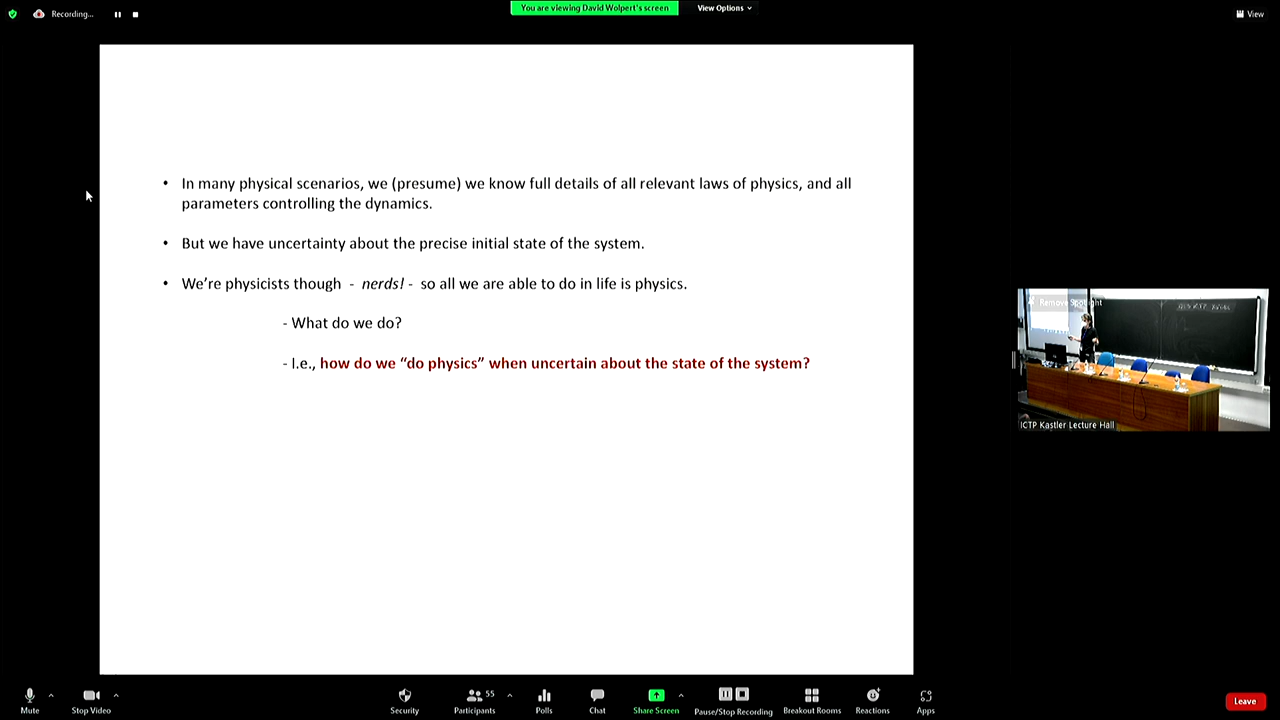 Recording...
You are viewing David Wolpert's screen
View Options
View
• In many physical scenarios, we (presume) we know full details of all relevant laws of physics, and all
parameters controlling the dynamics.
• But we have uncertainty about the precise initial state of the system.
• We're physicists though - nerds! - so all we are able to do in life is physics.
- What do we do?
- I.e., how do we “do physics” when uncertain about the state of the system?
Remove Spotlight
ICTP Kastler Lecture Hall
Mute
Stop Video
Security
Participants
55
Polls
Chat
Share Screen
Pause/Stop Recording
Breakout Rooms
Reactions
Apps
Leave